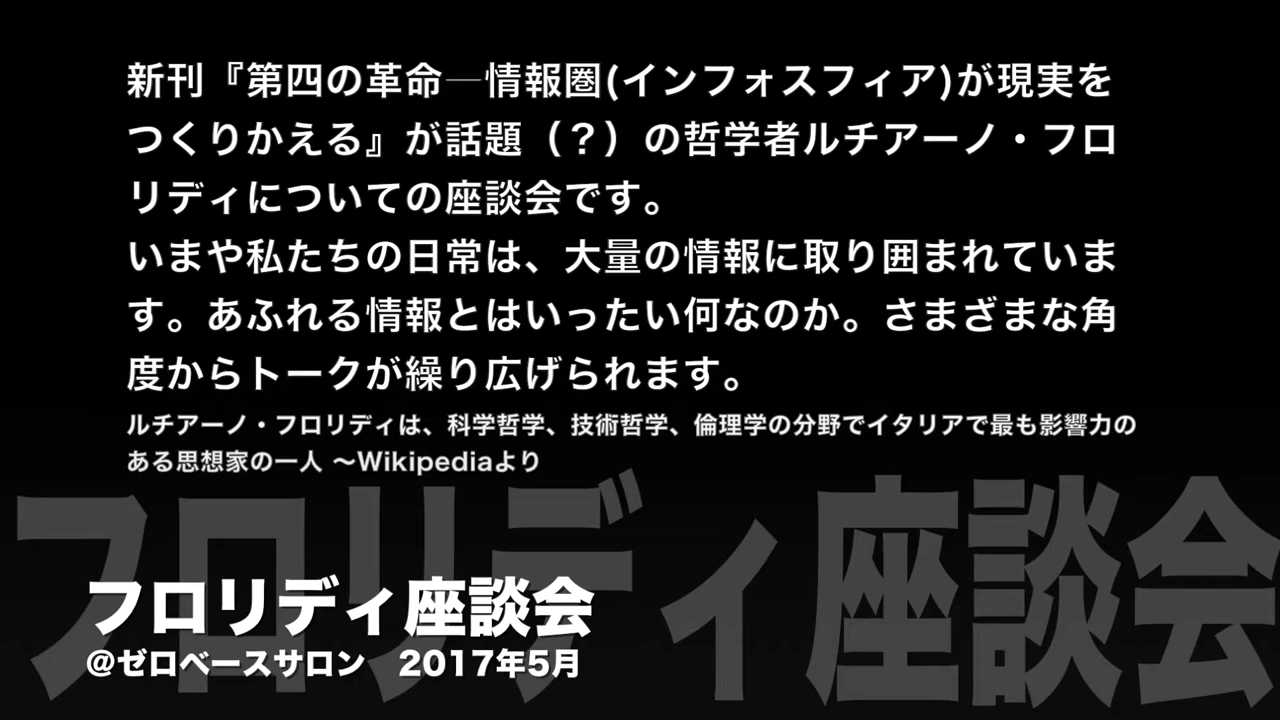 新刊『第四の革命―情報圏(インフォスフィア)が現実を
つくりかえる』が話題（？）の哲学者ルチアーノ・フロ
リディについての座談会です。
いまや私たちの日常は、大量の情報に取り囲まれていま
す。あふれる情報とはいったい何なのか。さまざまな角
度からトークが繰り広げられます。
ルチアーノ・フロリディは、科学哲学、技術哲学、倫理学の分野でイタリアで最も影響力の
ある思想家の一人 〜Wikipediaより
フロリディ座談会
フロリディ座談会
@ゼロベースサロン　2017年5月